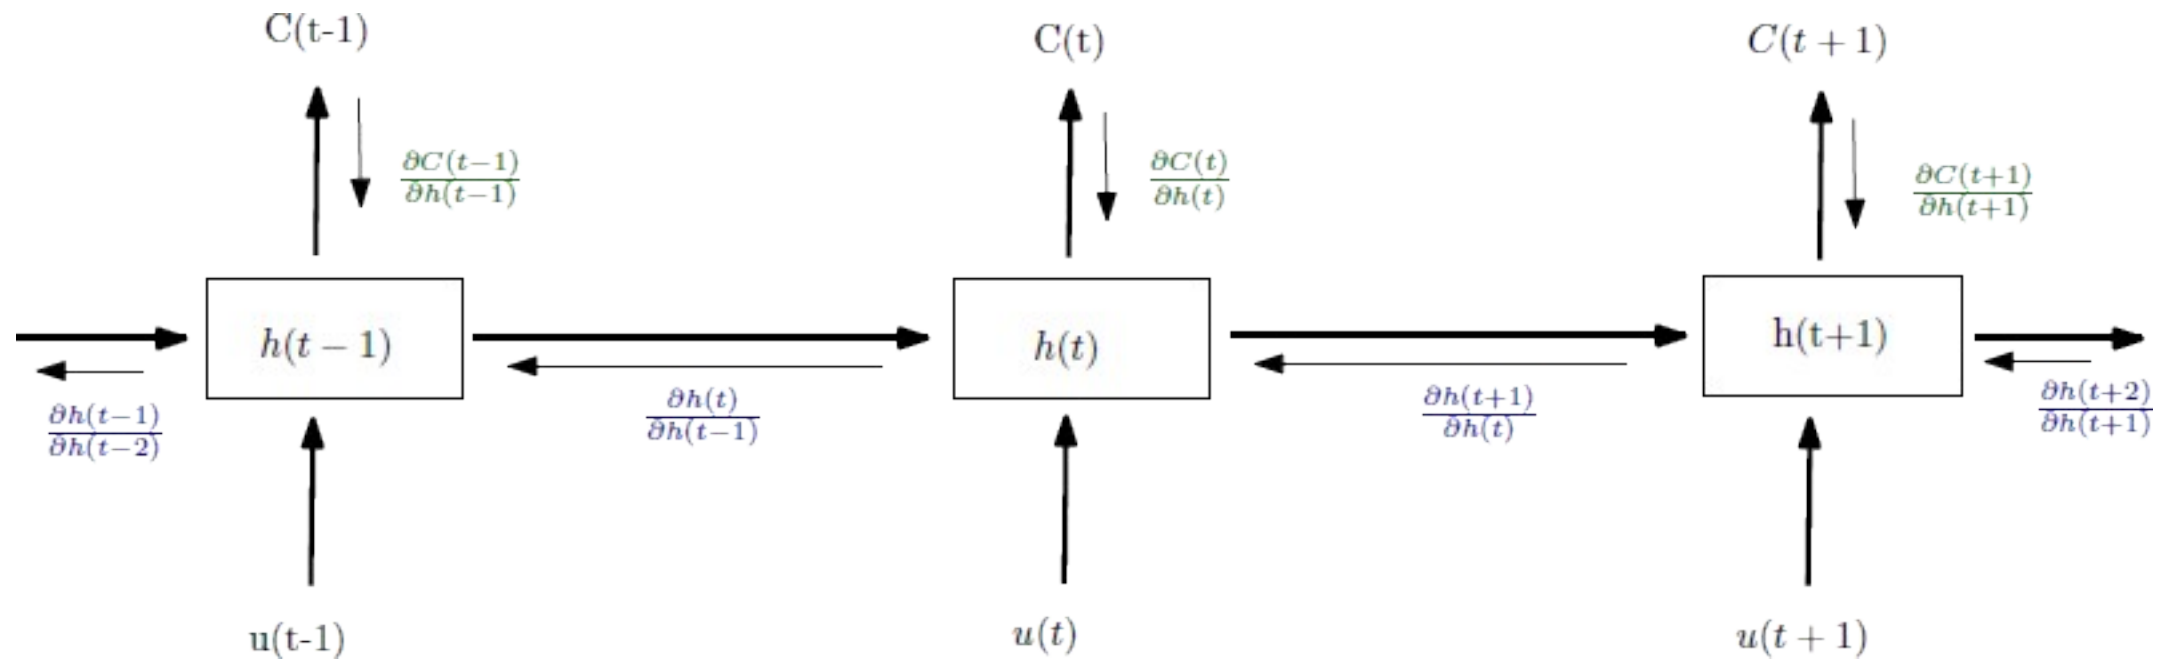 C(t-1) C(t) C(t + 1)
∂C(t−1)/∂h(t−1) ∂C(t)/∂h(t) ∂C(t+1)/∂h(t+1)
h(t − 1) h(t) h(t+1)
∂h(t−1)/∂h(t−2) ∂h(t)/∂h(t−1) ∂h(t+1)/∂h(t) ∂h(t+2)/∂h(t+1)
u(t-1) u(t) u(t + 1)